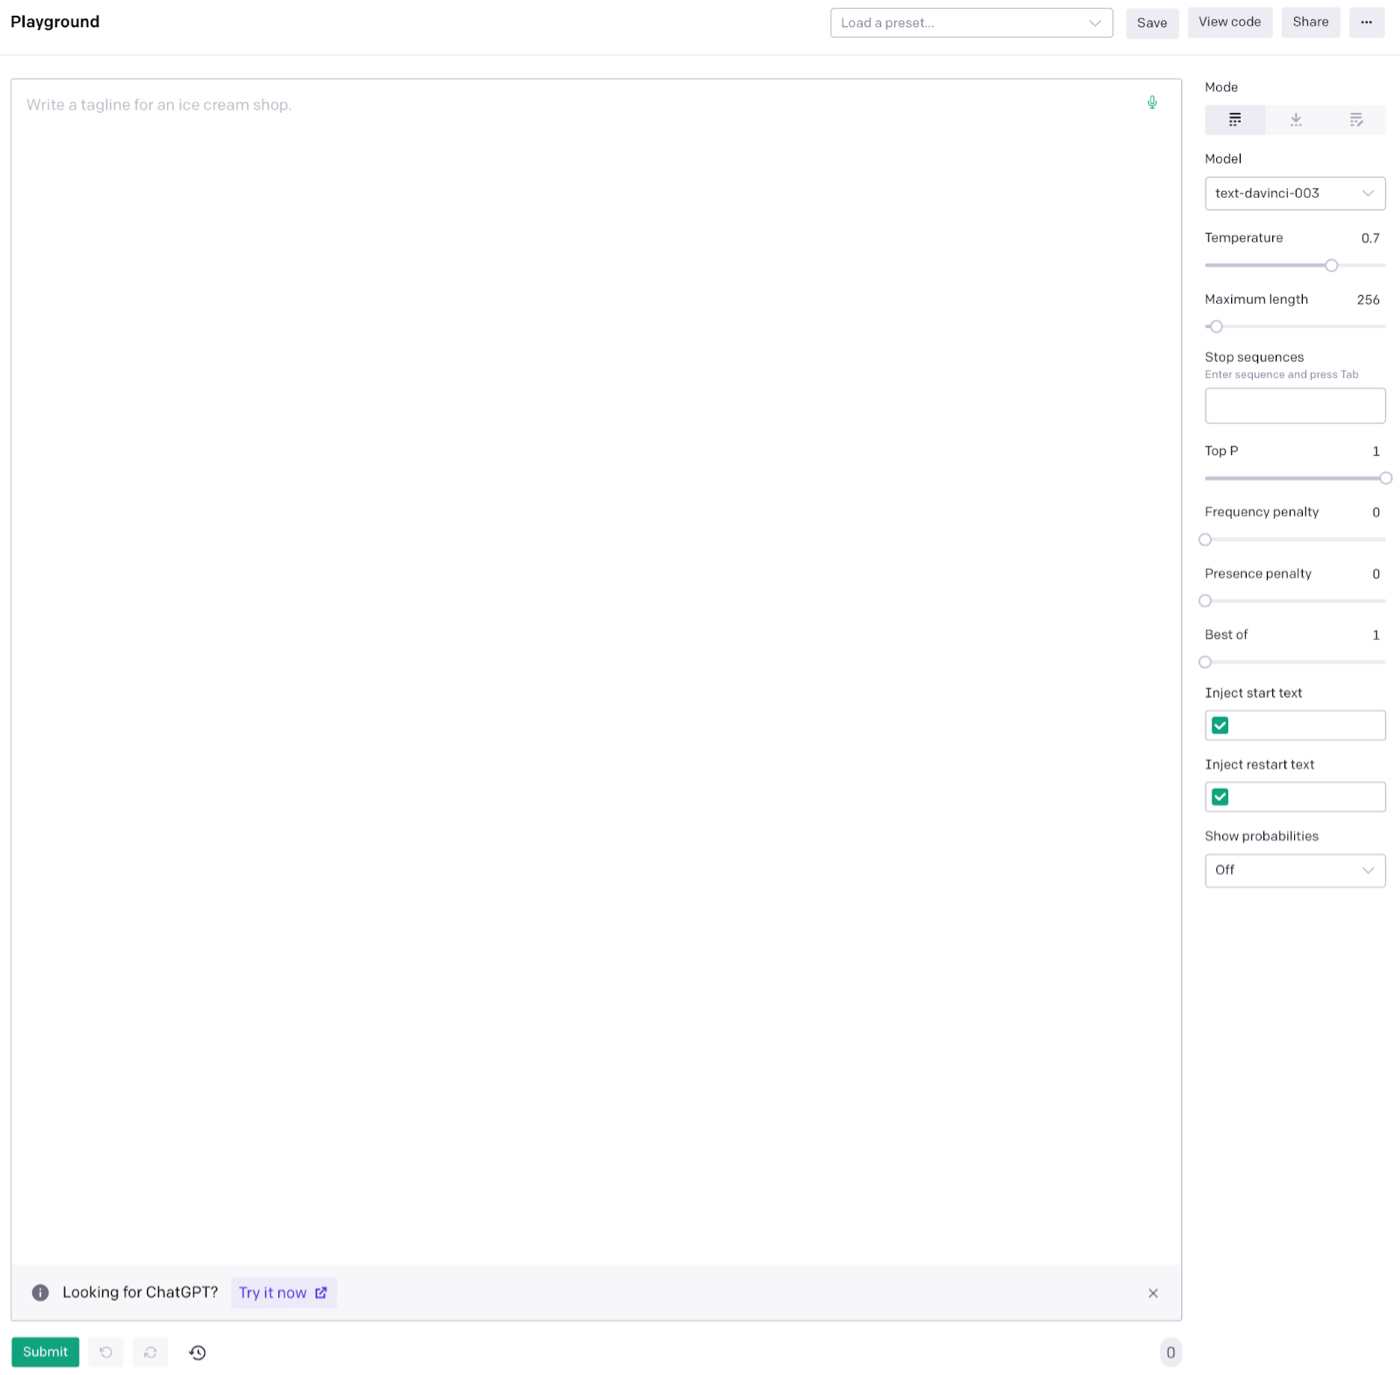 Playground
Load a preset...
Save
View code
Share
Write a tagline for an ice cream shop.
Mode
Model
text-davinci-003
Temperature 0.7
Maximum length 256
Stop sequences
Enter sequence and press Tab
Top P 1
Frequency penalty 0
Presence penalty 0
Best of 1
Inject start text
Inject restart text
Show probabilities
Off
Looking for ChatGPT? Try it now
Submit
0